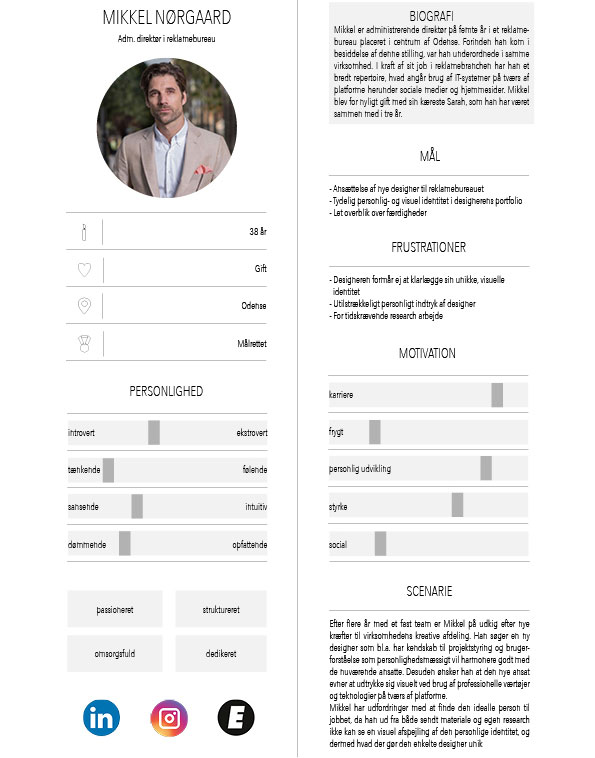 MIKKEL NØRGAARD
Adm. direktør i reklamebureau
38 år
Gift
Odense
Målrettet
PERSONLIGHED
introvert ekstrovert
tænkende følende
sansende intuitiv
dømmende opfattende
passioneret struktureret
omsorgsfuld dedikeret
in
E
BIOGRAFI
Mikkel er administrerende direktør på femte år i et reklame-
bureau placeret i centrum af Odense. Forinden han kom i
besiddelse af denne stilling, var han underordnede i samme
virksomhed. I kraft af sit job i reklamebranchen har han et
bredt repertoire, hvad angår brug af IT-systemer på tværs af
platforme herunder sociale medier og hjemmesider. Mikkel
blev for nyligt gift med sin kæreste Sarah, som han har været
sammen med i tre år.
MÅL
- Ansættelse af nye designer til reklamebureauet
- Tydelig personlig- og visuel identitet i designerens portfolio
- Let overblik over færdigheder
FRUSTRATIONER
- Designeren formår ej at klarlægge sin unikke, visuelle
identitet
- Utilstrækkeligt personligt indtryk af designer
- For tidskrævende research arbejde
MOTIVATION
karriere
frygt
personlig udvikling
styrke
social
SCENARIE
Efter flere år med et fast team er Mikkel på udkig efter nye
kræfter til virksomhedens kreative afdeling. Han søger en ny
designer som bl.a. har kendskab til projektstyring og bruger-
forståelse som personlighedsmæssigt vil harmonere godt med
de nuværende ansatte. Desuden ønsker han at den nye ansat
evner at udtrykke sig visuelt ved brug af professionelle værktøjer
og teknologier på tværs af platforme.
Mikkel har udfordringer med at finde den idealle person til
jobbet, da han ud fra både sendt materiale og egen research
ikke kan se en visuel afspejling af den personlige identitet, og
dermed hvad der gør den enkelte designer unik